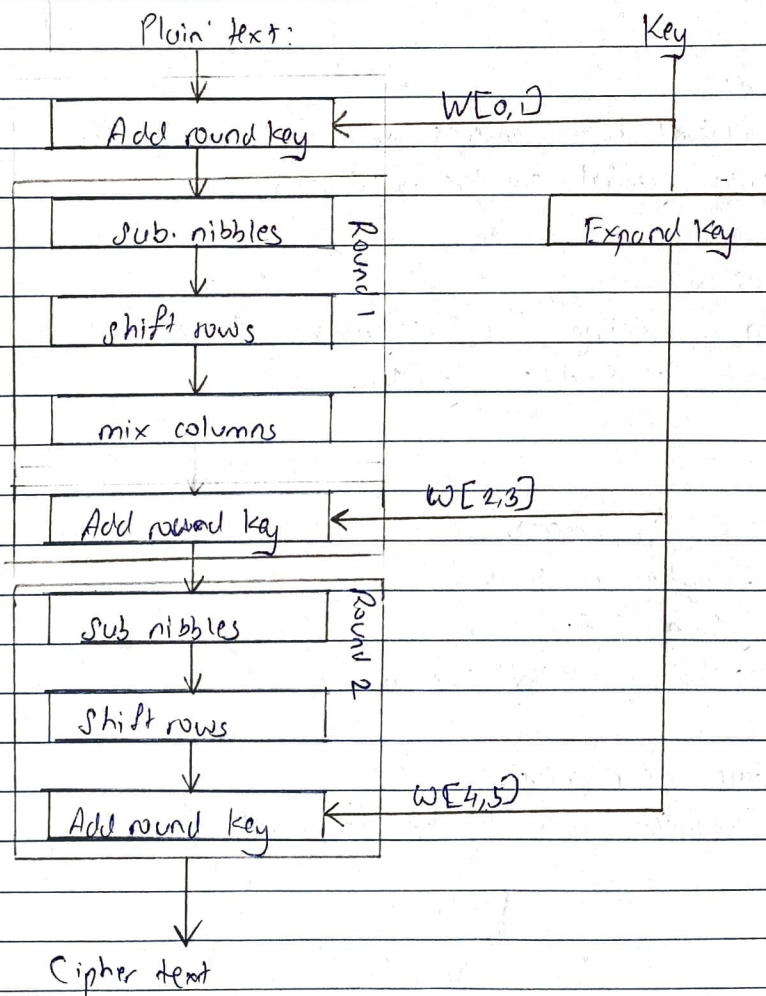 Plain text:
Key
W[0,1]
Add round key
sub. nibbles
Round 1
Expand key
shift rows
mix columns
W[2,3]
Add round key
Sub nibbles
Round 2
Shift rows
W[4,5]
Add round key
Cipher text